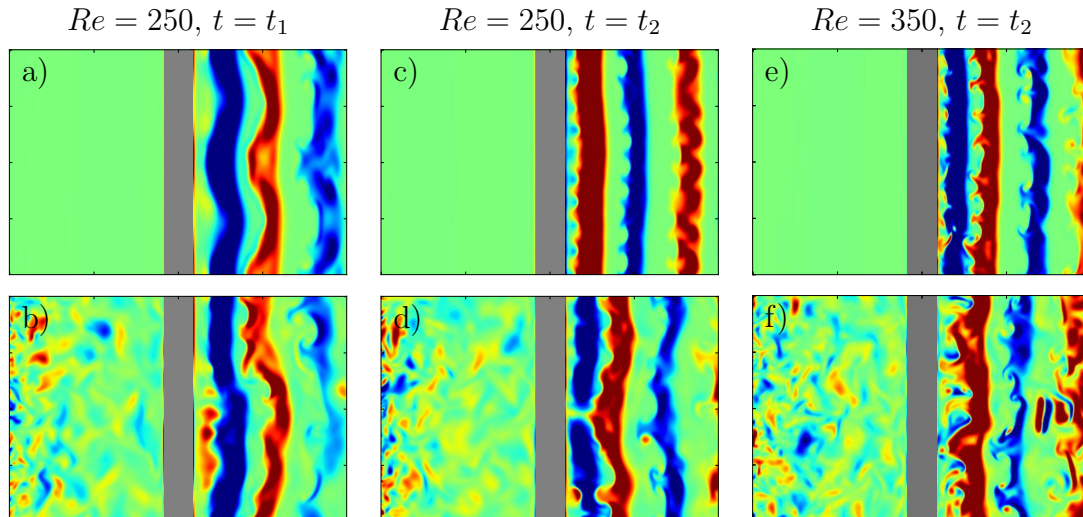 Re = 250, t = t₁
Re = 250, t = t₂
Re = 350, t = t₂
a)
c)
e)
b)
d)
f)